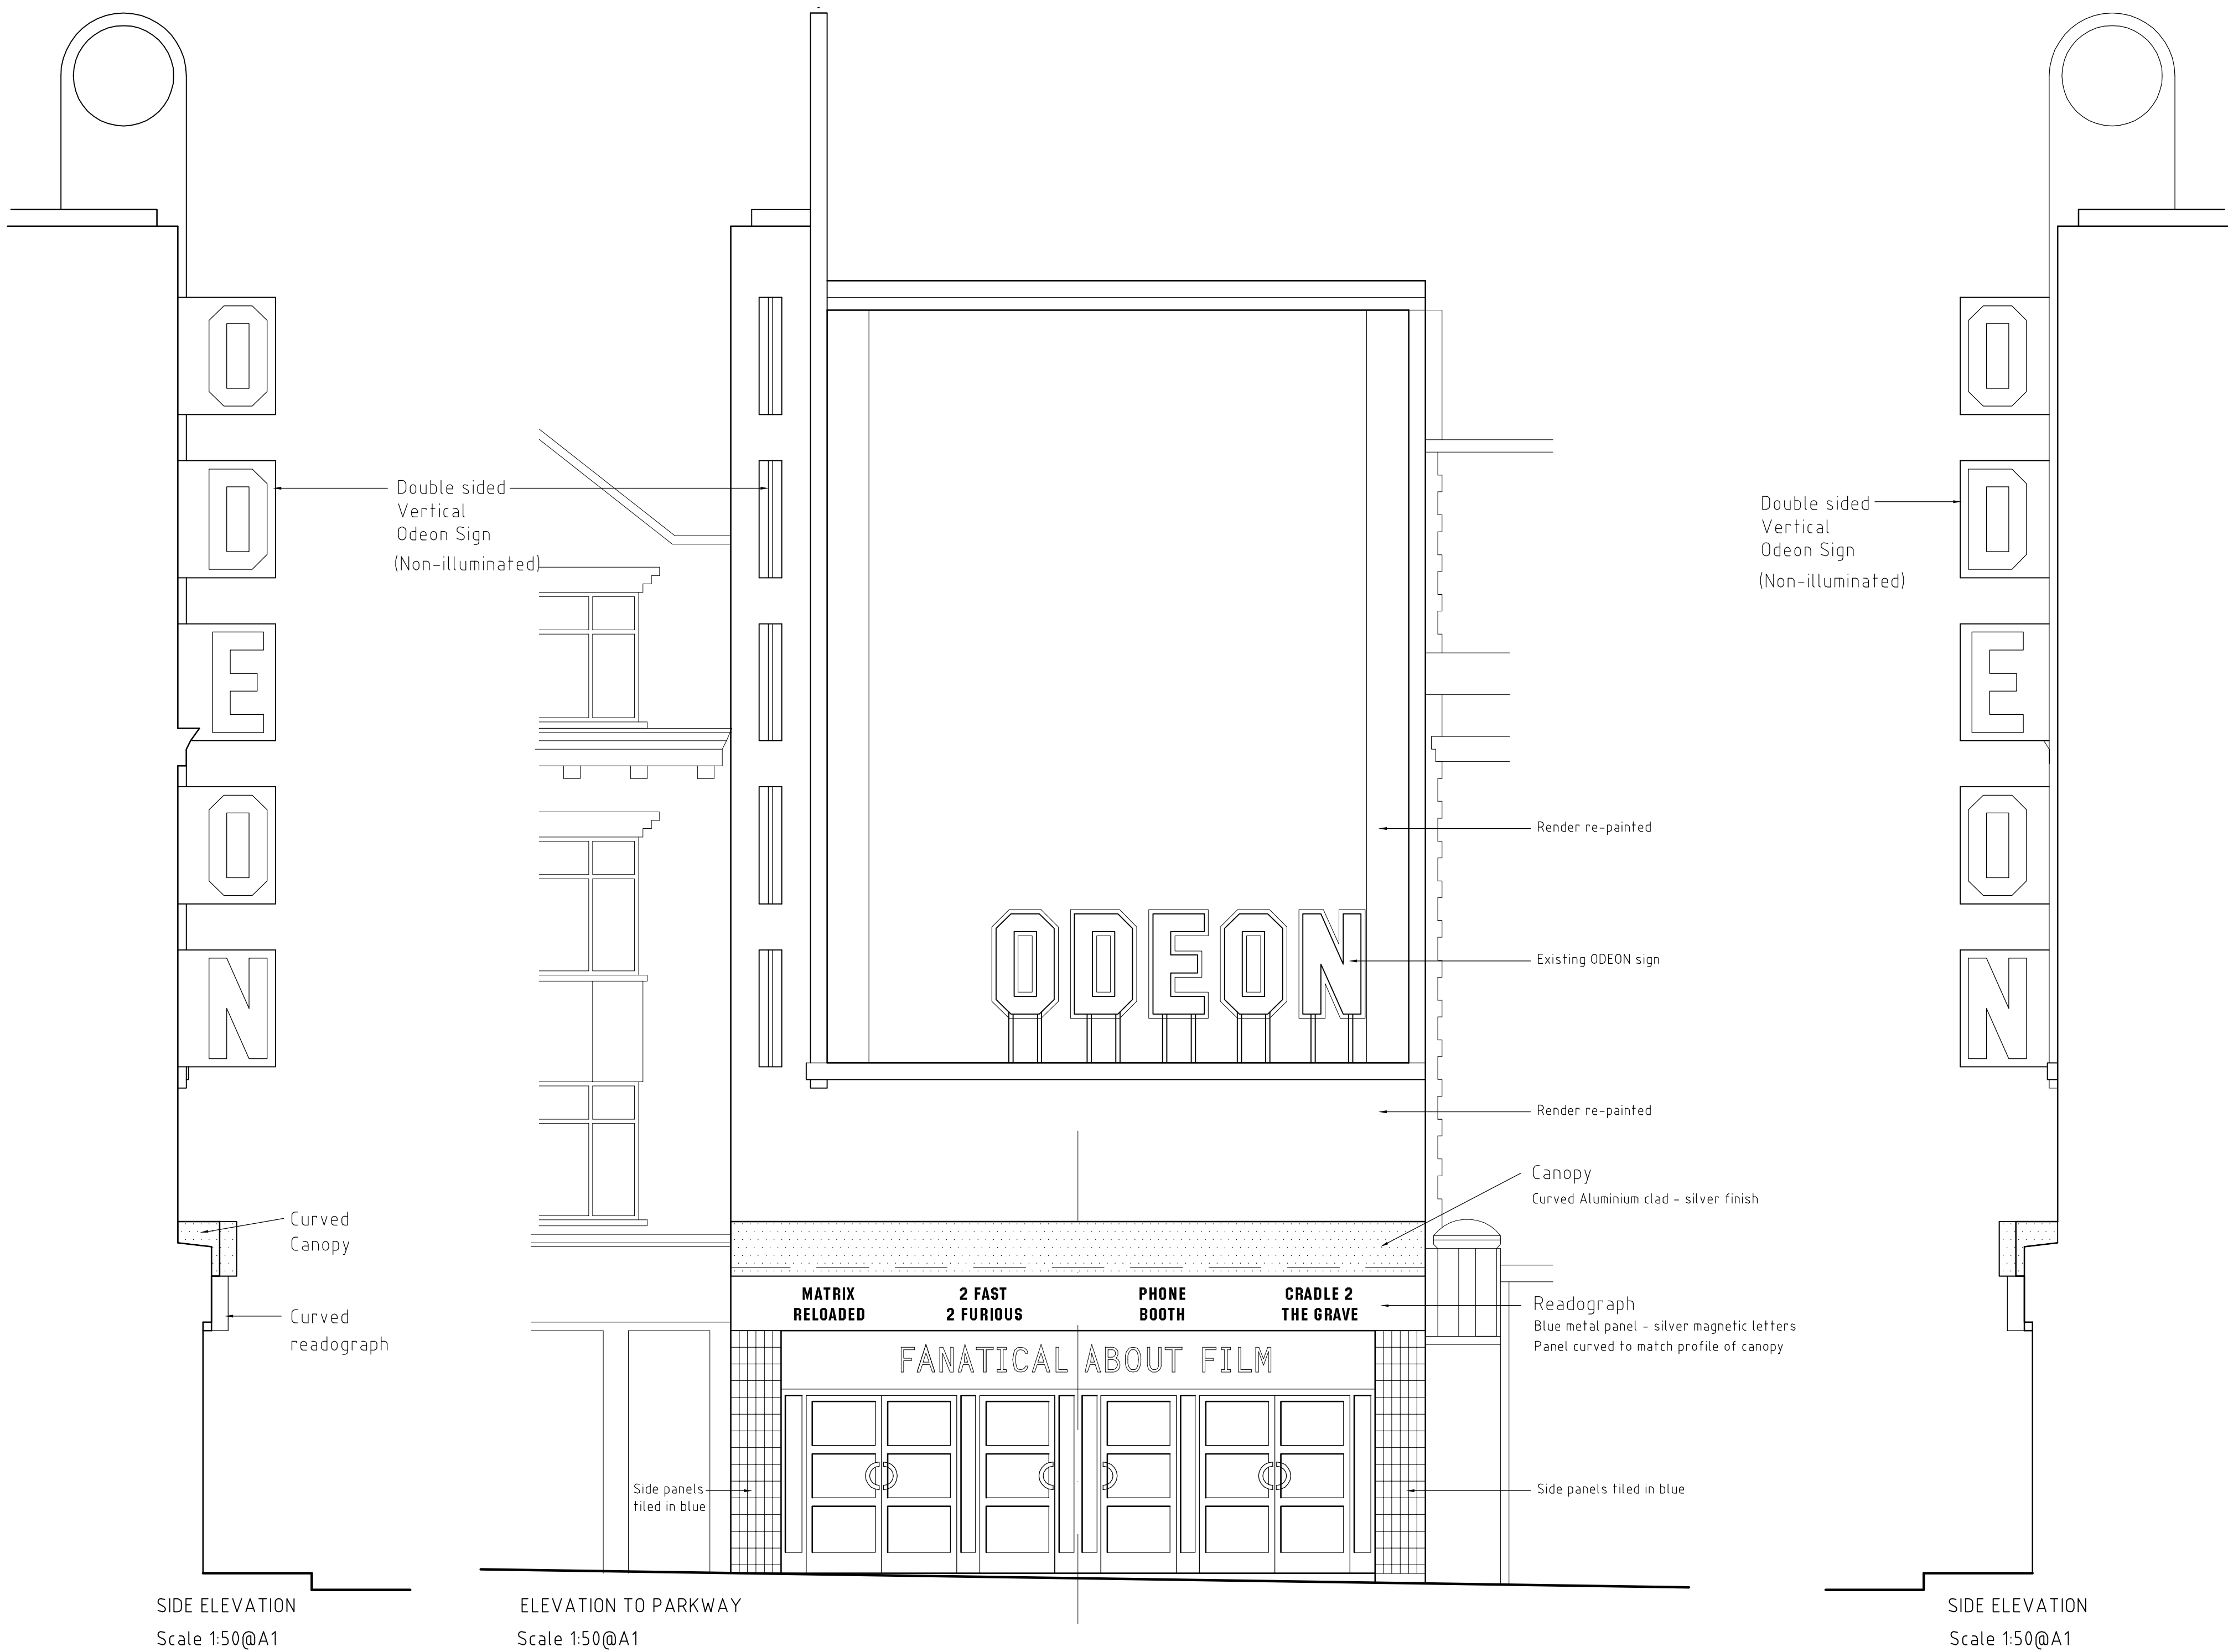 O
D
E
O
N
Double sided
Vertical
Odeon Sign
(Non-illuminated)
Curved
Canopy
Curved
readograph
SIDE ELEVATION
Scale 1:50@A1
ODEON
MATRIX
RELOADED
2 FAST
2 FURIOUS
PHONE
BOOTH
CRADLE 2
THE GRAVE
FANATICAL ABOUT FILM
Side panels
tiled in blue
ELEVATION TO PARKWAY
Scale 1:50@A1
Render re-painted
Existing ODEON sign
Render re-painted
Canopy
Curved Aluminium clad - silver finish
Readograph
Blue metal panel - silver magnetic letters
Panel curved to match profile of canopy
Side panels tiled in blue
Double sided
Vertical
Odeon Sign
(Non-illuminated)
O
D
E
O
N
SIDE ELEVATION
Scale 1:50@A1